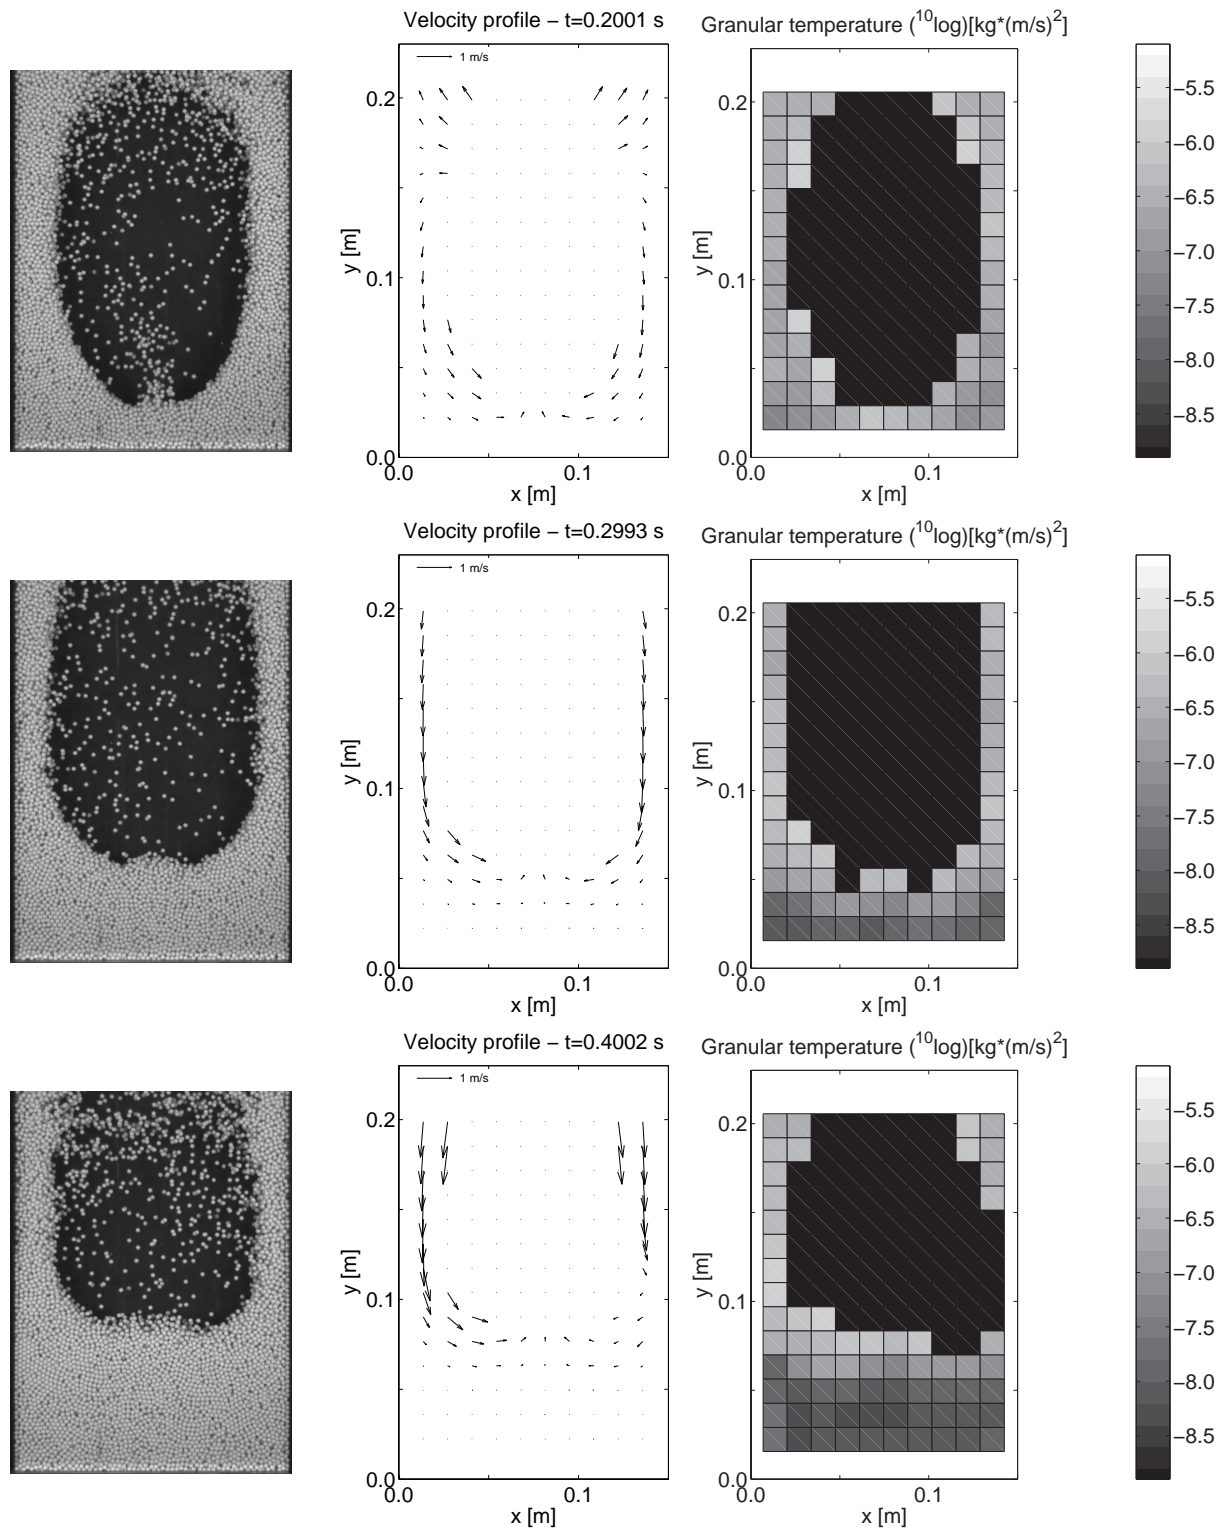 Velocity profile – t=0.2001 s
1 m/s
0.2
0.1
0.0
y [m]
0.0
0.1
x [m]
Granular temperature (10log)[kg*(m/s)2]
0.2
0.1
0.0
y [m]
0.0
0.1
x [m]
–5.5
–6.0
–6.5
–7.0
–7.5
–8.0
–8.5
Velocity profile – t=0.2993 s
1 m/s
0.2
0.1
0.0
y [m]
0.0
0.1
x [m]
Granular temperature (10log)[kg*(m/s)2]
0.2
0.1
0.0
y [m]
0.0
0.1
x [m]
–5.5
–6.0
–6.5
–7.0
–7.5
–8.0
–8.5
Velocity profile – t=0.4002 s
1 m/s
0.2
0.1
0.0
y [m]
0.0
0.1
x [m]
Granular temperature (10log)[kg*(m/s)2]
0.2
0.1
0.0
y [m]
0.0
0.1
x [m]
–5.5
–6.0
–6.5
–7.0
–7.5
–8.0
–8.5